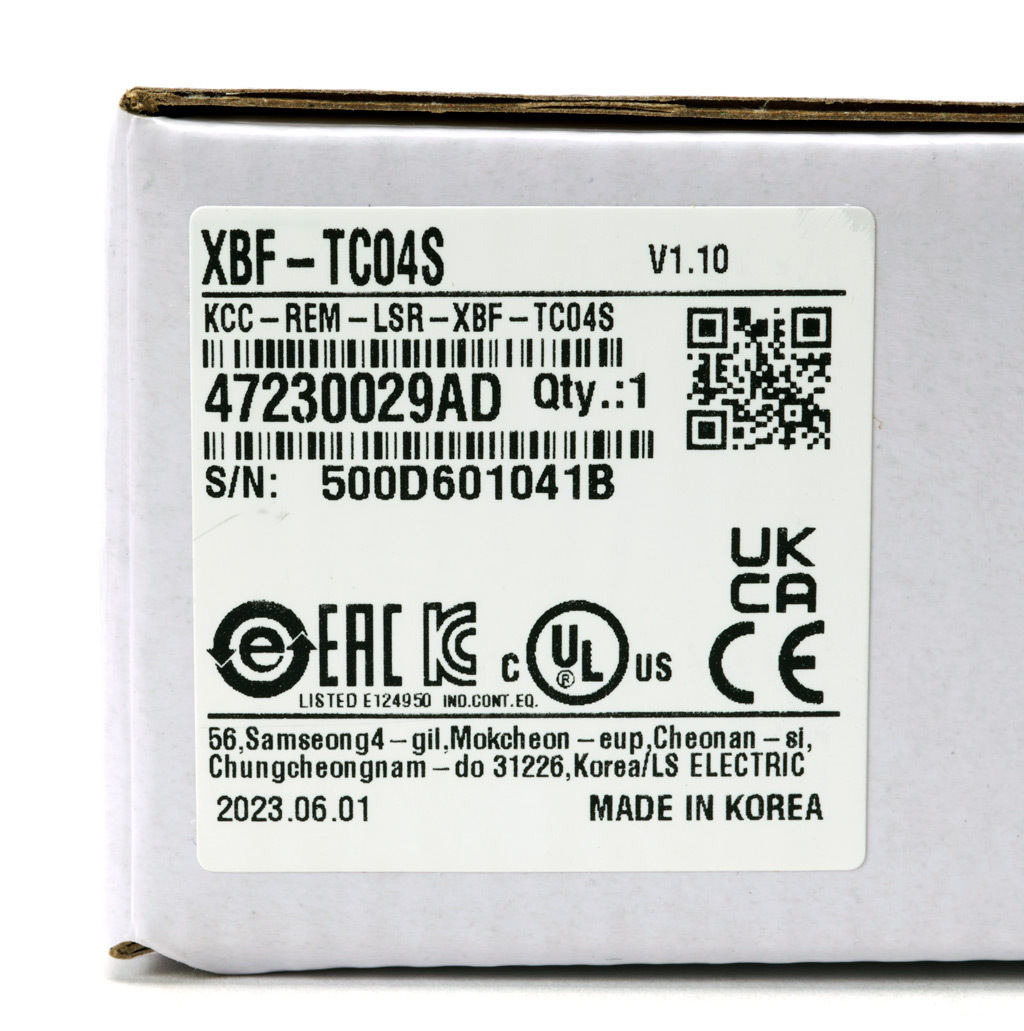 XBF-TC04S V1.10
KCC-REM-LSR-XBF-TC04S
47230029AD Qty.:1
S/N: 500D601041B
UK
CA
e EAC KC C UL® US CE
LISTED E124950 IND.CONT.EQ.
56,Samseong4-gil,Mokcheon-eup,Cheonan-si,
Chungcheongnam-do 31226,Korea/LS ELECTRIC
2023.06.01 MADE IN KOREA